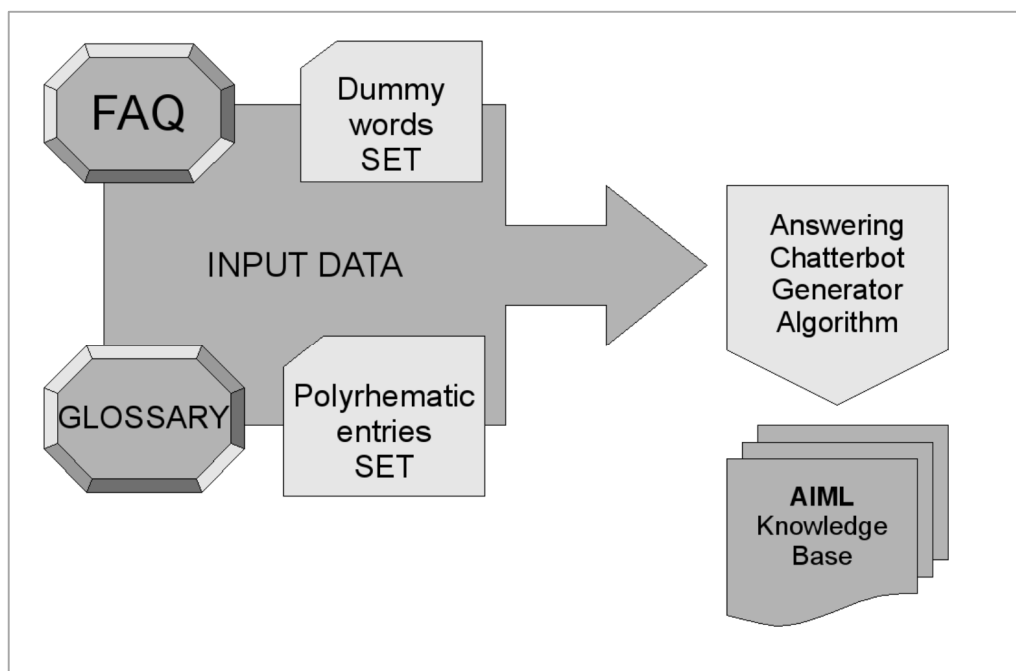 FAQ
Dummy
words
SET
INPUT DATA
GLOSSARY
Polyrhematic
entries
SET
Answering
Chatterbot
Generator
Algorithm
AIML
Knowledge
Base